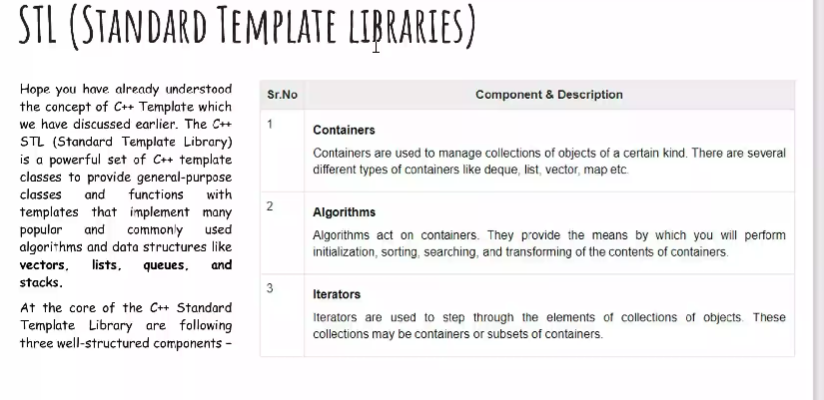 STL (STANDARD TEMPLATE LIBRARIES)
Hope you have already understood
the concept of C++ Template which
we have discussed earlier. The C++
STL (Standard Template Library)
is a powerful set of C++ template
classes to provide general-purpose
classes and functions with
templates that implement many
popular and commonly used
algorithms and data structures like
vectors, lists, queues, and
stacks.
At the core of the C++ Standard
Template Library are following
three well-structured components –
Sr.No Component & Description
1 Containers
Containers are used to manage collections of objects of a certain kind. There are several
different types of containers like deque, list, vector, map etc.
2 Algorithms
Algorithms act on containers. They provide the means by which you will perform
initialization, sorting, searching, and transforming of the contents of containers.
3 Iterators
Iterators are used to step through the elements of collections of objects. These
collections may be containers or subsets of containers.